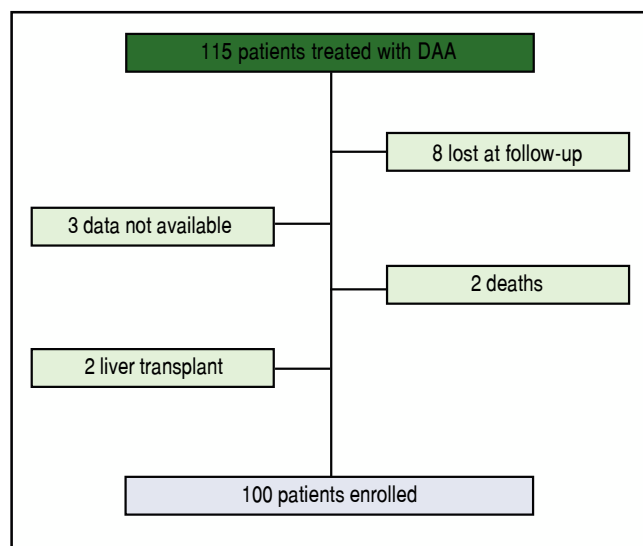 115 patients treated with DAA
8 lost at follow-up
3 data not available
2 deaths
2 liver transplant
100 patients enrolled